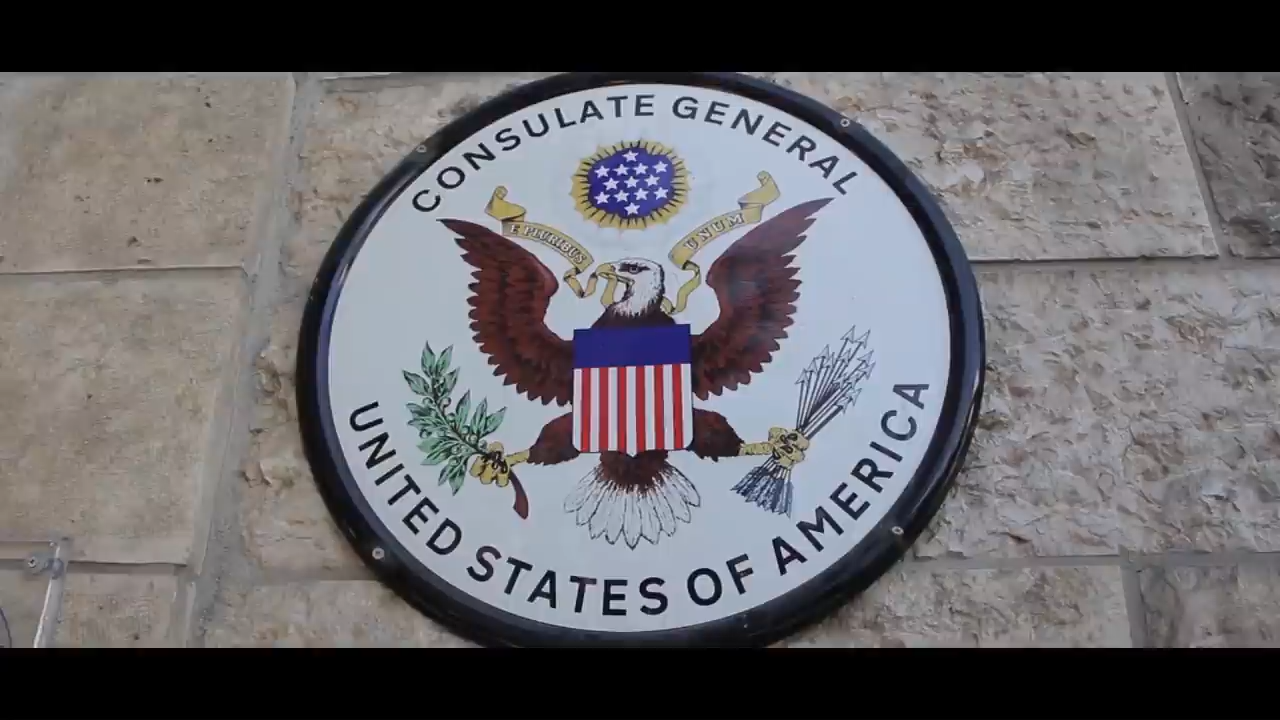 CONSULATE GENERAL
E PLURIBUS UNUM
UNITED STATES OF AMERICA